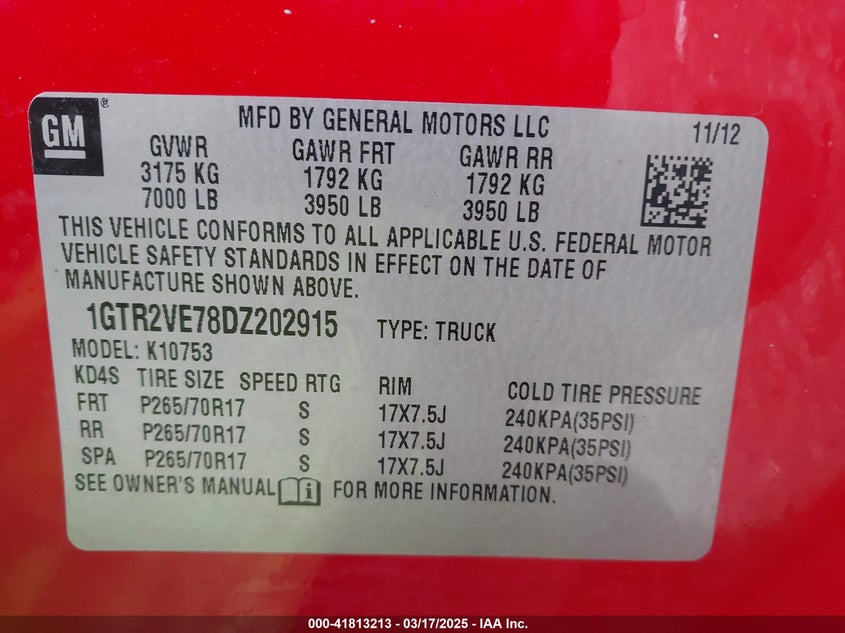 GM
MFD BY GENERAL MOTORS LLC 11/12
GVWR GAWR FRT GAWR RR
3175 KG 1792 KG 1792 KG
7000 LB 3950 LB 3950 LB
THIS VEHICLE CONFORMS TO ALL APPLICABLE U.S. FEDERAL MOTOR
VEHICLE SAFETY STANDARDS IN EFFECT ON THE DATE OF
MANUFACTURE SHOWN ABOVE.
1GTR2VE78DZ202915 TYPE: TRUCK
MODEL: K10753
KD4S TIRE SIZE SPEED RTG RIM COLD TIRE PRESSURE
FRT P265/70R17 S 17X7.5J 240KPA(35PSI)
RR P265/70R17 S 17X7.5J 240KPA(35PSI)
SPA P265/70R17 S 17X7.5J 240KPA(35PSI)
SEE OWNER'S MANUAL i FOR MORE INFORMATION.
000-41813213 - 03/17/2025 - IAA Inc.